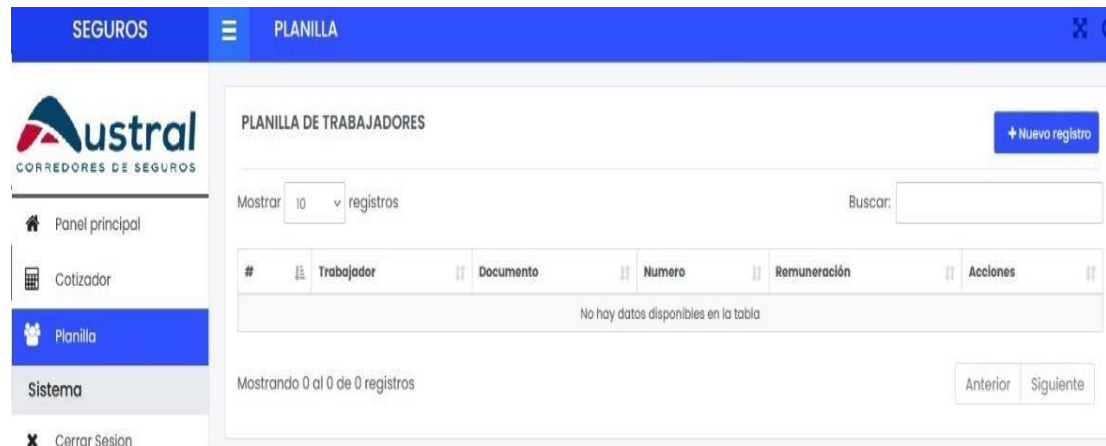 SEGUROS
PLANILLA
Austral
CORREDORES DE SEGUROS
Panel principal
Cotizador
Planilla
Sistema
Cerrar Sesion
PLANILLA DE TRABAJADORES
+ Nuevo registro
Mostrar 10 registros
Buscar:
# Trabajador Documento Numero Remuneración Acciones
No hay datos disponibles en la tabla
Mostrando 0 al 0 de 0 registros
Anterior Siguiente